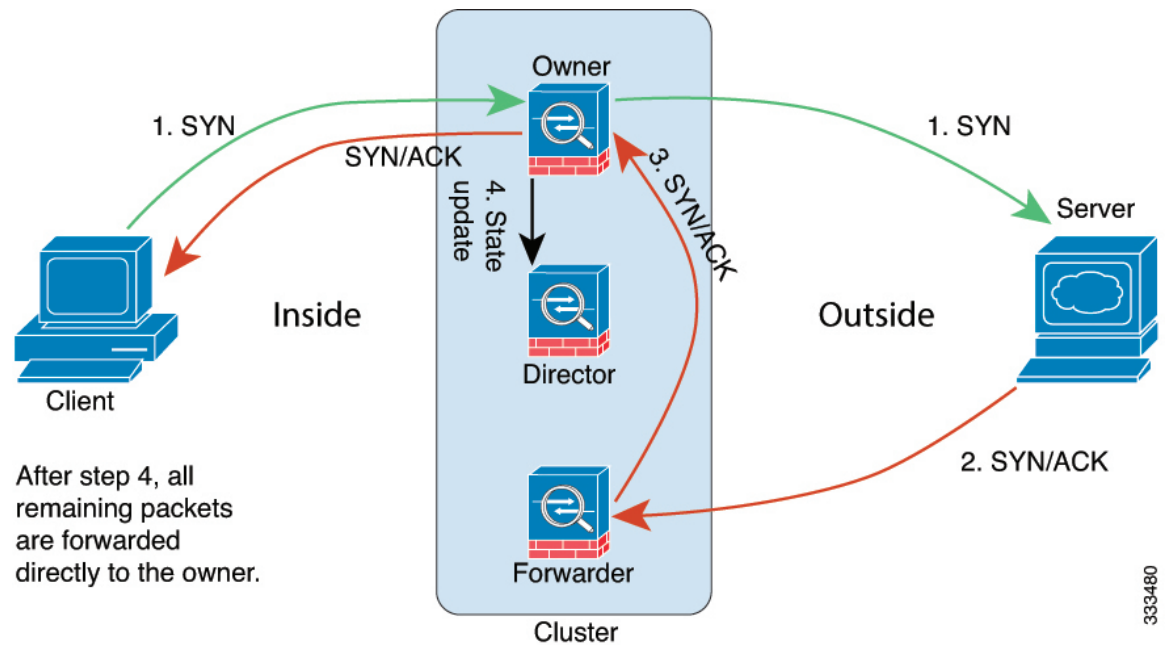 Owner
1. SYN
1. SYN
SYN/ACK
3. SYN/ACK
4. State
update
Server
Inside
Outside
Director
Client
2. SYN/ACK
After step 4, all
remaining packets
are forwarded
directly to the owner.
Forwarder
333480
Cluster